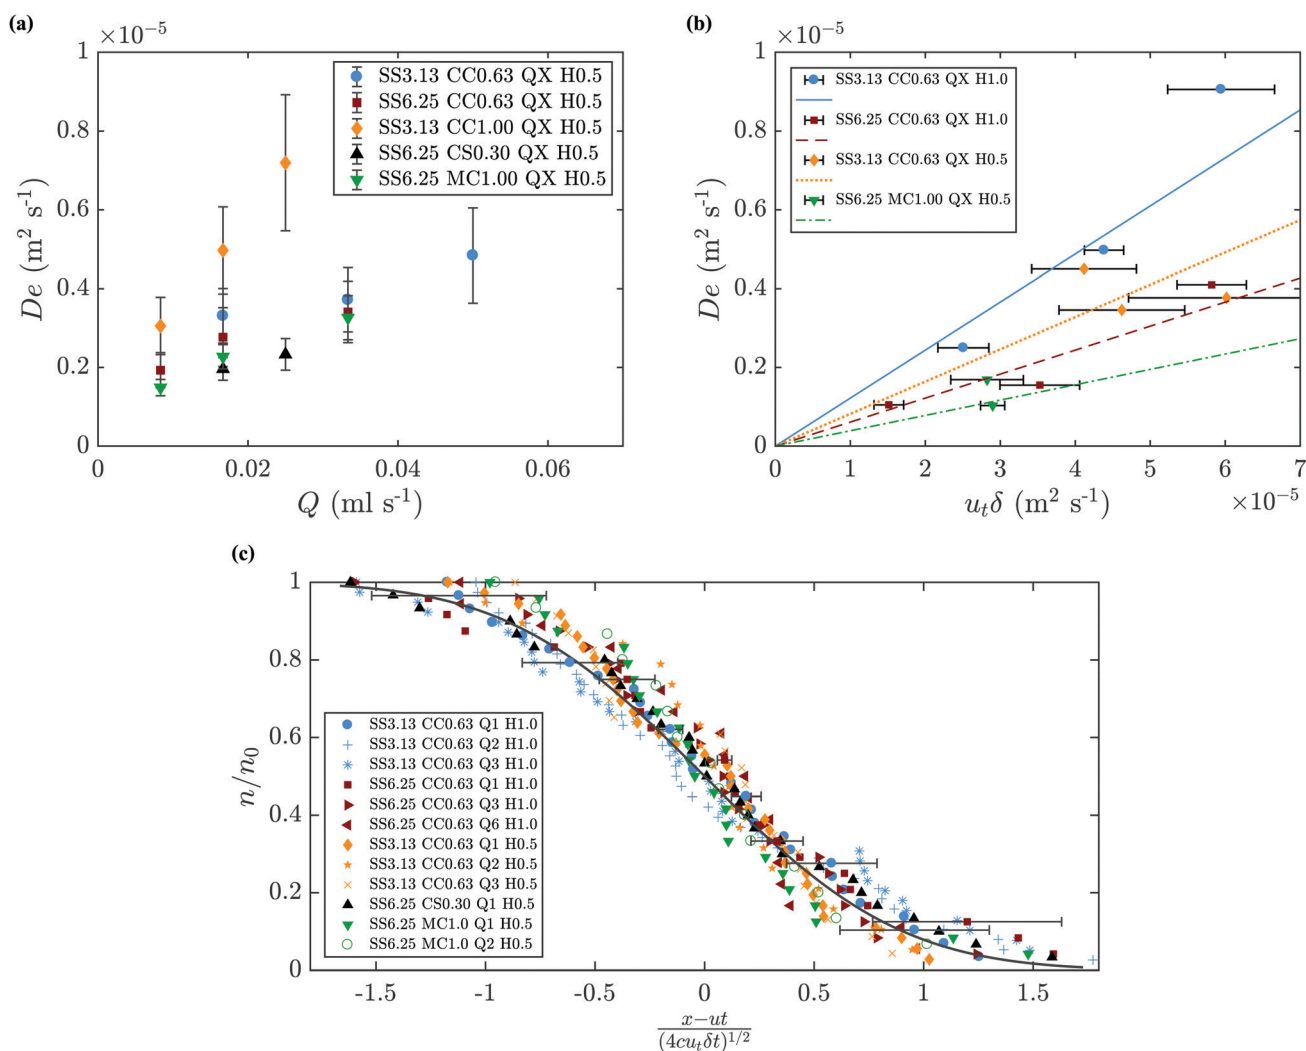 (a)
×10⁻⁵
1
0.8
0.6
0.4
0.2
0
De (m² s⁻¹)
SS3.13 CC0.63 QX H0.5
SS6.25 CC0.63 QX H0.5
SS3.13 CC1.00 QX H0.5
SS6.25 CS0.30 QX H0.5
SS6.25 MC1.00 QX H0.5
0 0.02 0.04 0.06
Q (ml s⁻¹)
(b)
×10⁻⁵
1
0.8
0.6
0.4
0.2
0
De (m² s⁻¹)
SS3.13 CC0.63 QX H1.0
SS6.25 CC0.63 QX H1.0
SS3.13 CC0.63 QX H0.5
SS6.25 MC1.00 QX H0.5
0 1 2 3 4 5 6 7
uₜδ (m² s⁻¹)
×10⁻⁵
(c)
1
0.8
0.6
0.4
0.2
0
n/n₀
SS3.13 CC0.63 Q1 H1.0
SS3.13 CC0.63 Q2 H1.0
SS3.13 CC0.63 Q3 H1.0
SS6.25 CC0.63 Q1 H1.0
SS6.25 CC0.63 Q3 H1.0
SS6.25 CC0.63 Q6 H1.0
SS3.13 CC0.63 Q1 H0.5
SS3.13 CC0.63 Q2 H0.5
SS3.13 CC0.63 Q3 H0.5
SS6.25 CS0.30 Q1 H0.5
SS6.25 MC1.0 Q1 H0.5
SS6.25 MC1.0 Q2 H0.5
-1.5 -1 -0.5 0 0.5 1 1.5
x−ut
(4cuₜδt)^1/2